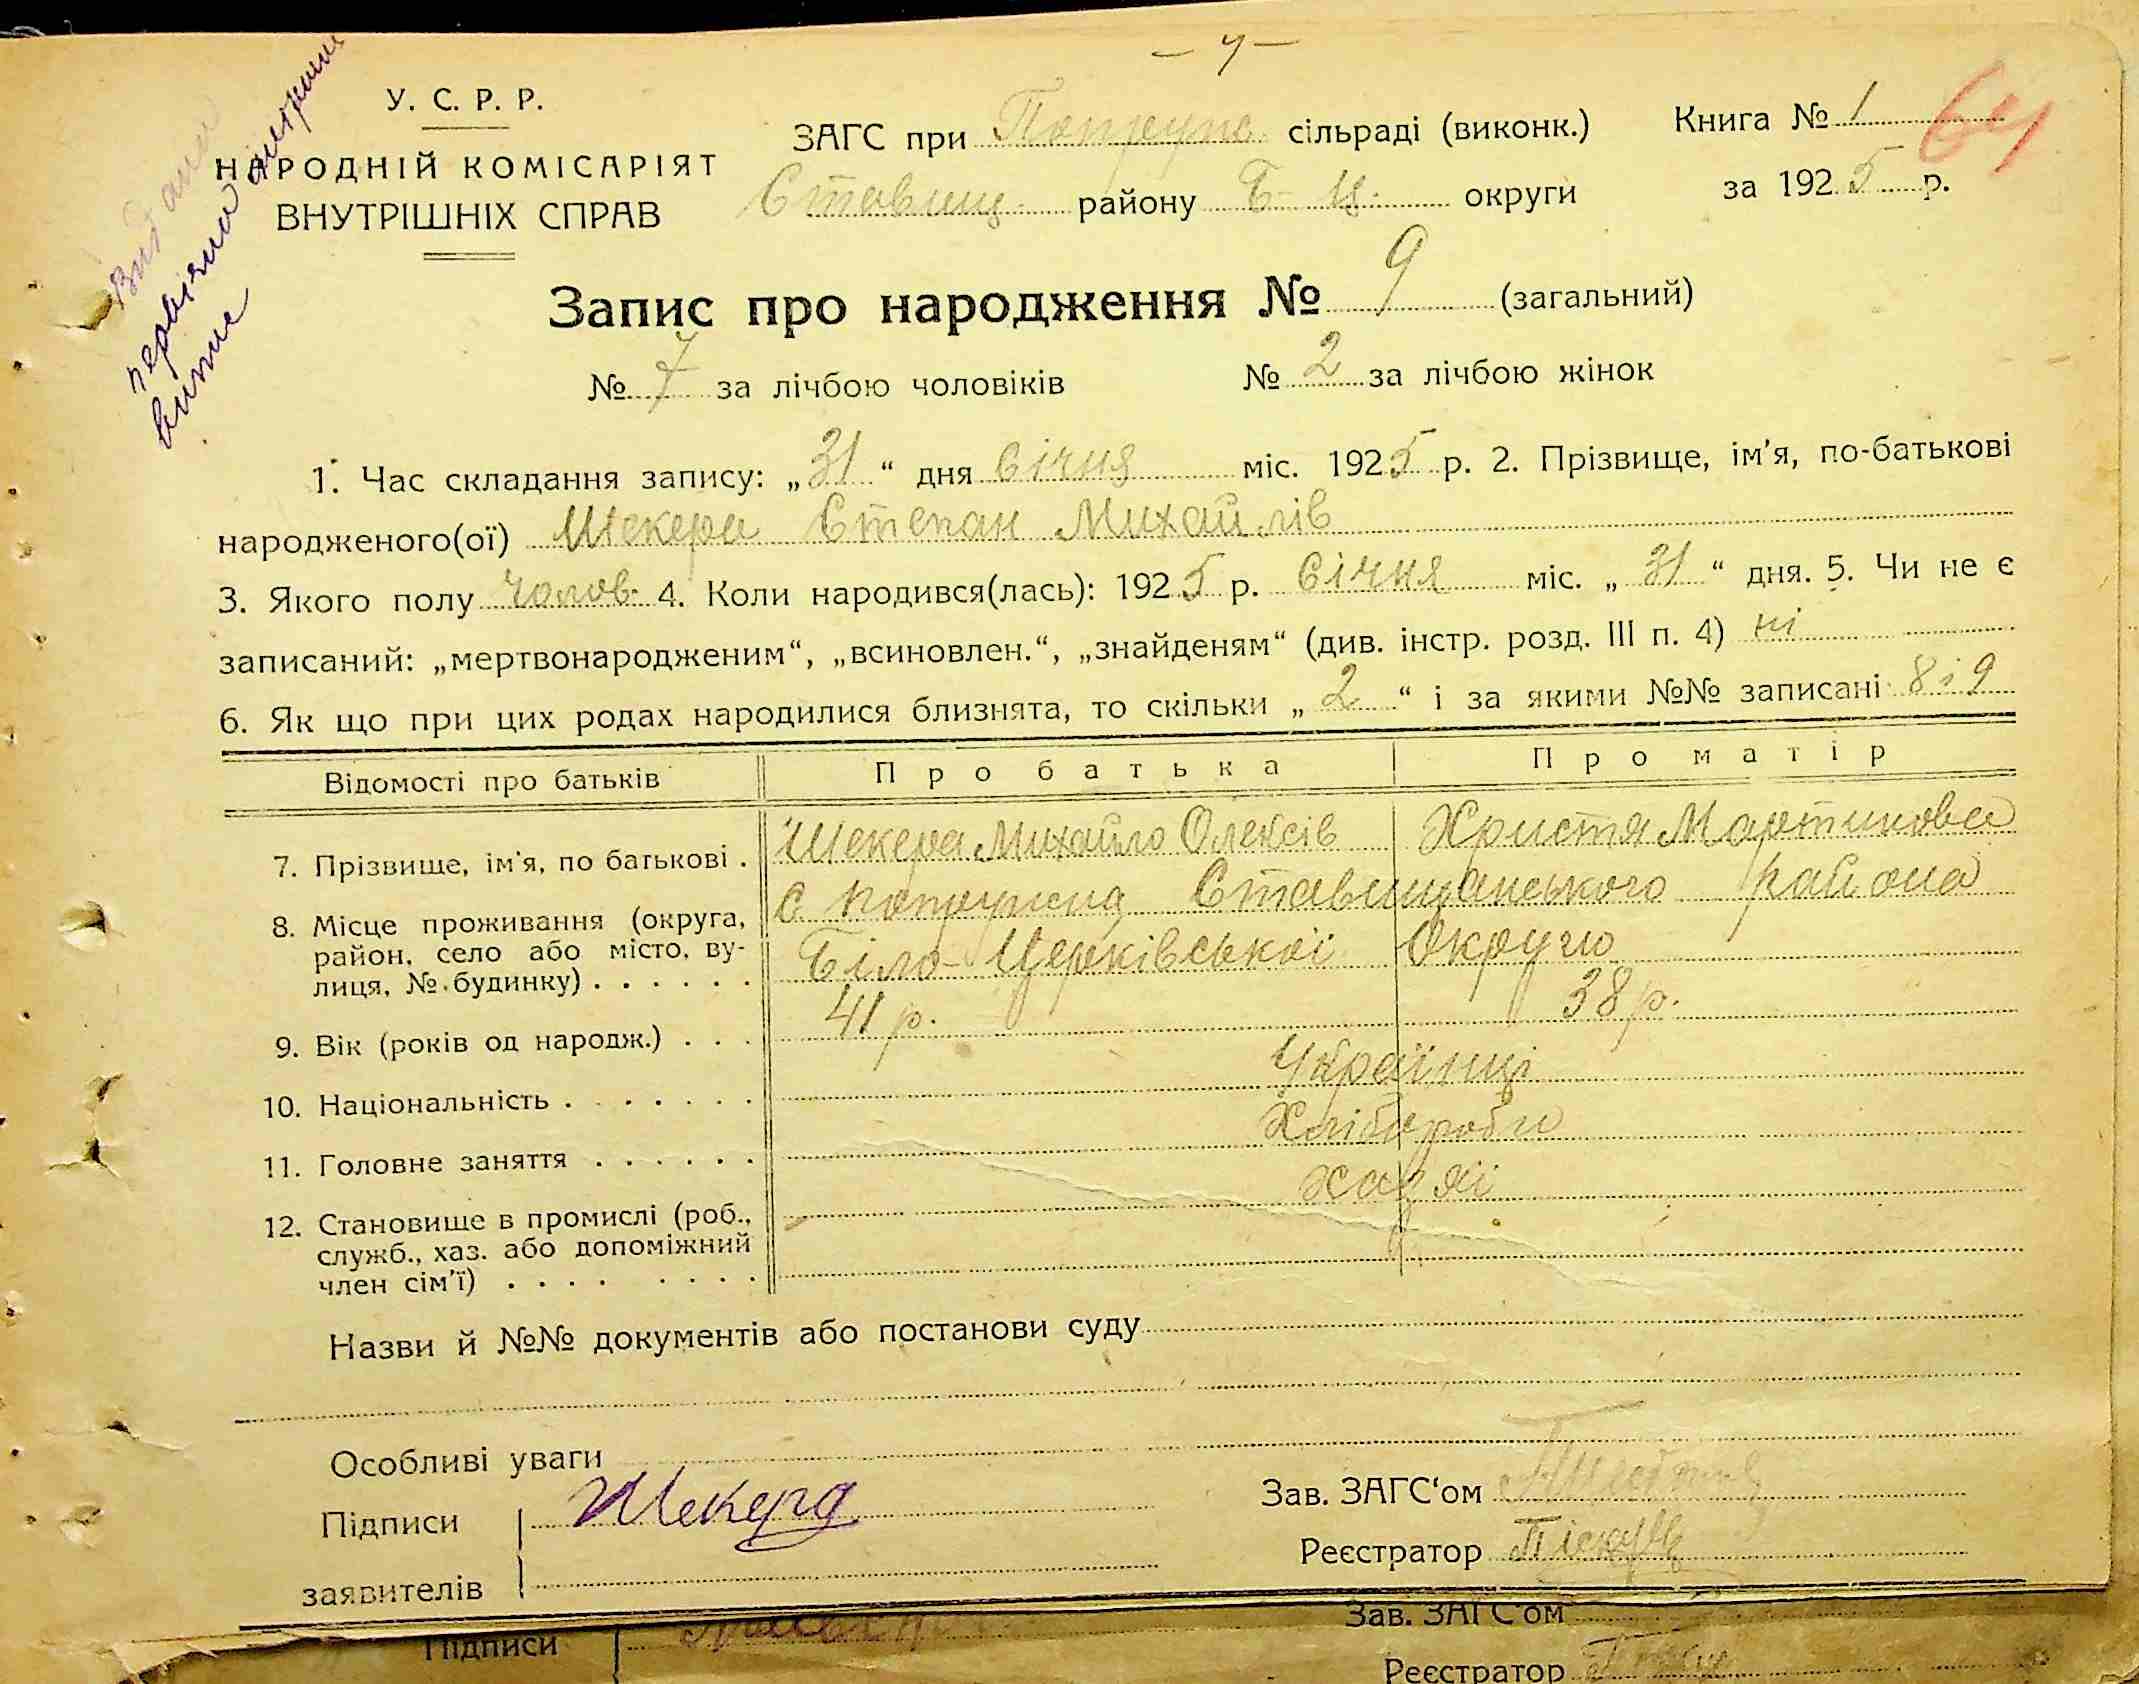 — 4 —
У. С. Р. Р.
НАРОДНІЙ КОМІСАРІЯТ
ВНУТРІШНІХ СПРАВ
Видана
первічна
витис
ЗАГС при сільраді (виконк.)
Ставищ. району Б-Ц. округи
Книга № 1
64
за 1925 р.
Запис про народження № 9 (загальний)
№ 7 за лічбою чоловіків № 2 за лічбою жінок
1. Час складання запису: „31“ дня січня міс. 1925 р. 2. Прізвище, ім'я, по-батькові
народженого(ої) Шекера Степан Михайлів
3. Якого полу чолов. 4. Коли народився(лась): 1925 р. Січня міс. „31“ дня. 5. Чи не є
записаний: „мертвонародженим“, „всиновлен.“, „знайденям“ (див. інстр. розд. III п. 4) ні
6. Як що при цих родах народилися близнята, то скільки „2“ і за якими №№ записані 8 і 9
Відомості про батьків Про батька Про матір
7. Прізвище, ім'я, по батькові . Шекера Михайло Олексів Христя Мартинова
8. Місце проживання (округа, район, село або місто, вулиця, № будинку) . . . . . . с Ставищанського района
Біло-Церківської Округи
9. Вік (років од народж.) . . . 41 р. 38 р.
10. Національність . . . . . . . Українці
11. Головне заняття . . . . . . Хлібороби
12. Становище в промислі (роб., служб., хаз. або допоміжний член сім'ї) . . . . . . . . хазяї
Назви й №№ документів або постанови суду
Особливі уваги
Підписи Шекера
заявителів
Зав. ЗАГС‘ом
Реєстратор
Підписи
Зав. ЗАГС‘ом
Реєстратор